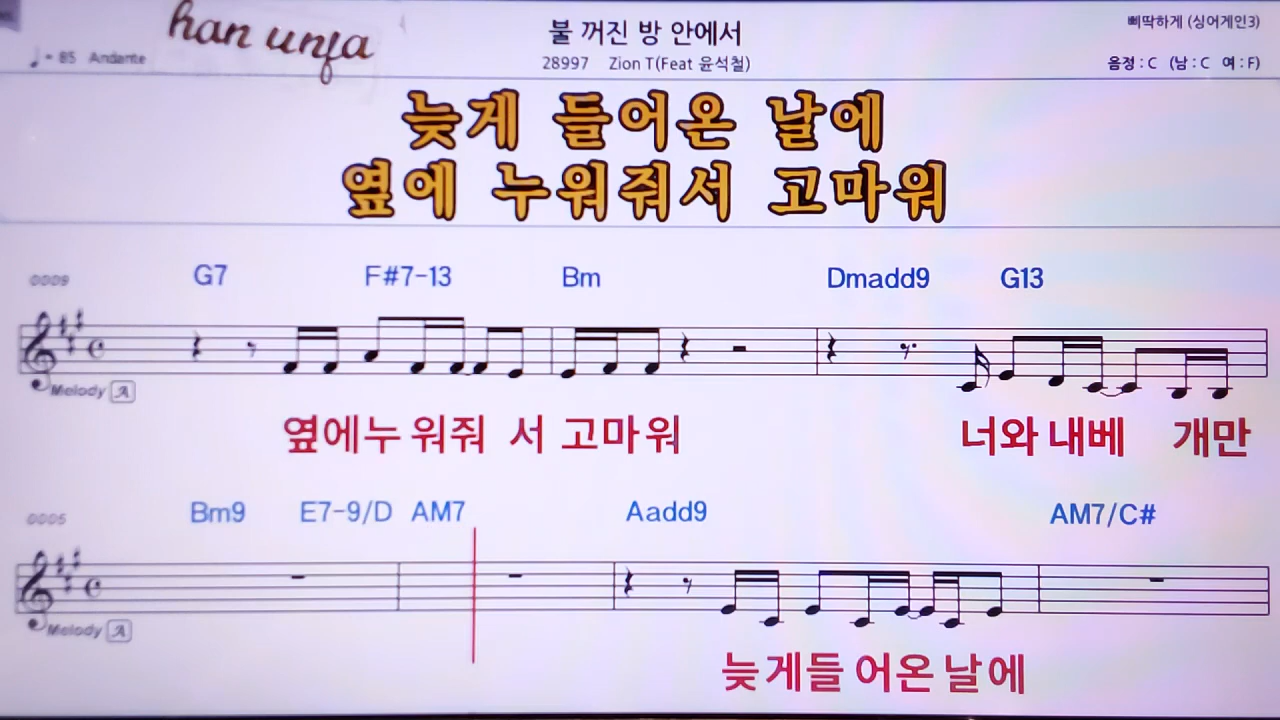 han unfa
불 꺼진 방 안에서
삐딱하게 (싱어게인3)
♩= 85 Andante
28997 Zion T(Feat 윤석철)
음정 : C (남 : C 여 : F)
늦게 들어온 날에
옆에 누워줘서 고마워
0009
G7 F#7-13 Bm Dmadd9 G13
Melody A
옆에누 워줘 서 고마워 너와 내베 개만
0005
Bm9 E7-9/D AM7 Aadd9 AM7/C#
Melody A
늦게들 어온 날에